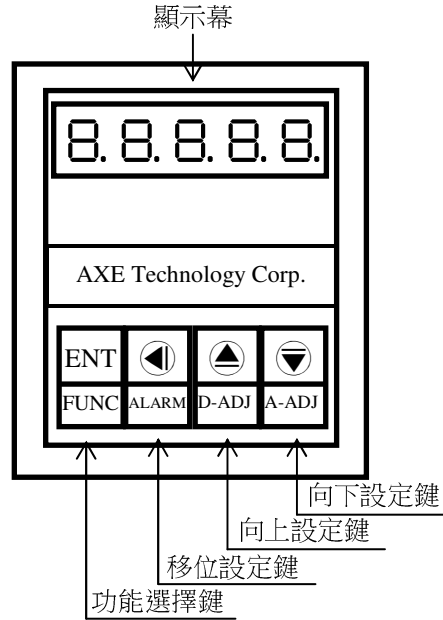 顯示幕
8.8.8.8.8.
AXE Technology Corp.
ENT
FUNC ALARM D-ADJ A-ADJ
向下設定鍵
向上設定鍵
移位設定鍵
功能選擇鍵